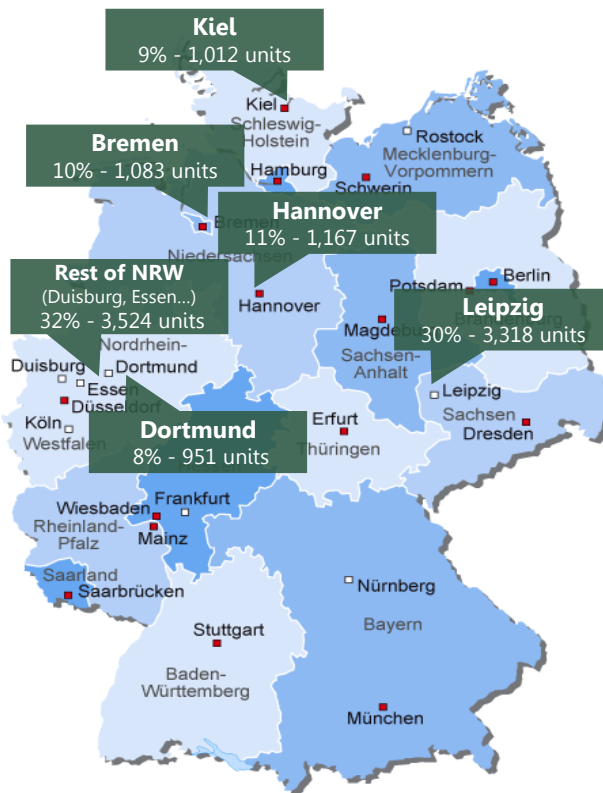 Kiel
9% - 1,012 units
Kiel
Schleswig-
Holstein
Rostock
Mecklenburg-
Vorpommern
Bremen
10% - 1,083 units
Hamburg
Schwerin
Bremen
Hannover
11% - 1,167 units
Niedersachsen
Rest of NRW
(Duisburg, Essen...)
32% - 3,524 units
Hannover
Potsdam
Berlin
Brandenburg
Leipzig
30% - 3,318 units
Magdebu
Sachsen-
Anhalt
Nordrhein-
Duisburg
Dortmund
Essen
Düsseldorf
Köln
Westfalen
Leipzig
Sachsen
Dresden
Erfurt
Thüringen
Dortmund
8% - 951 units
Wiesbaden
Frankfurt
Rheinland-
Pfalz
Mainz
Saarland
Saarbrücken
Nürnberg
Bayern
Stuttgart
Baden-
Württemberg
München